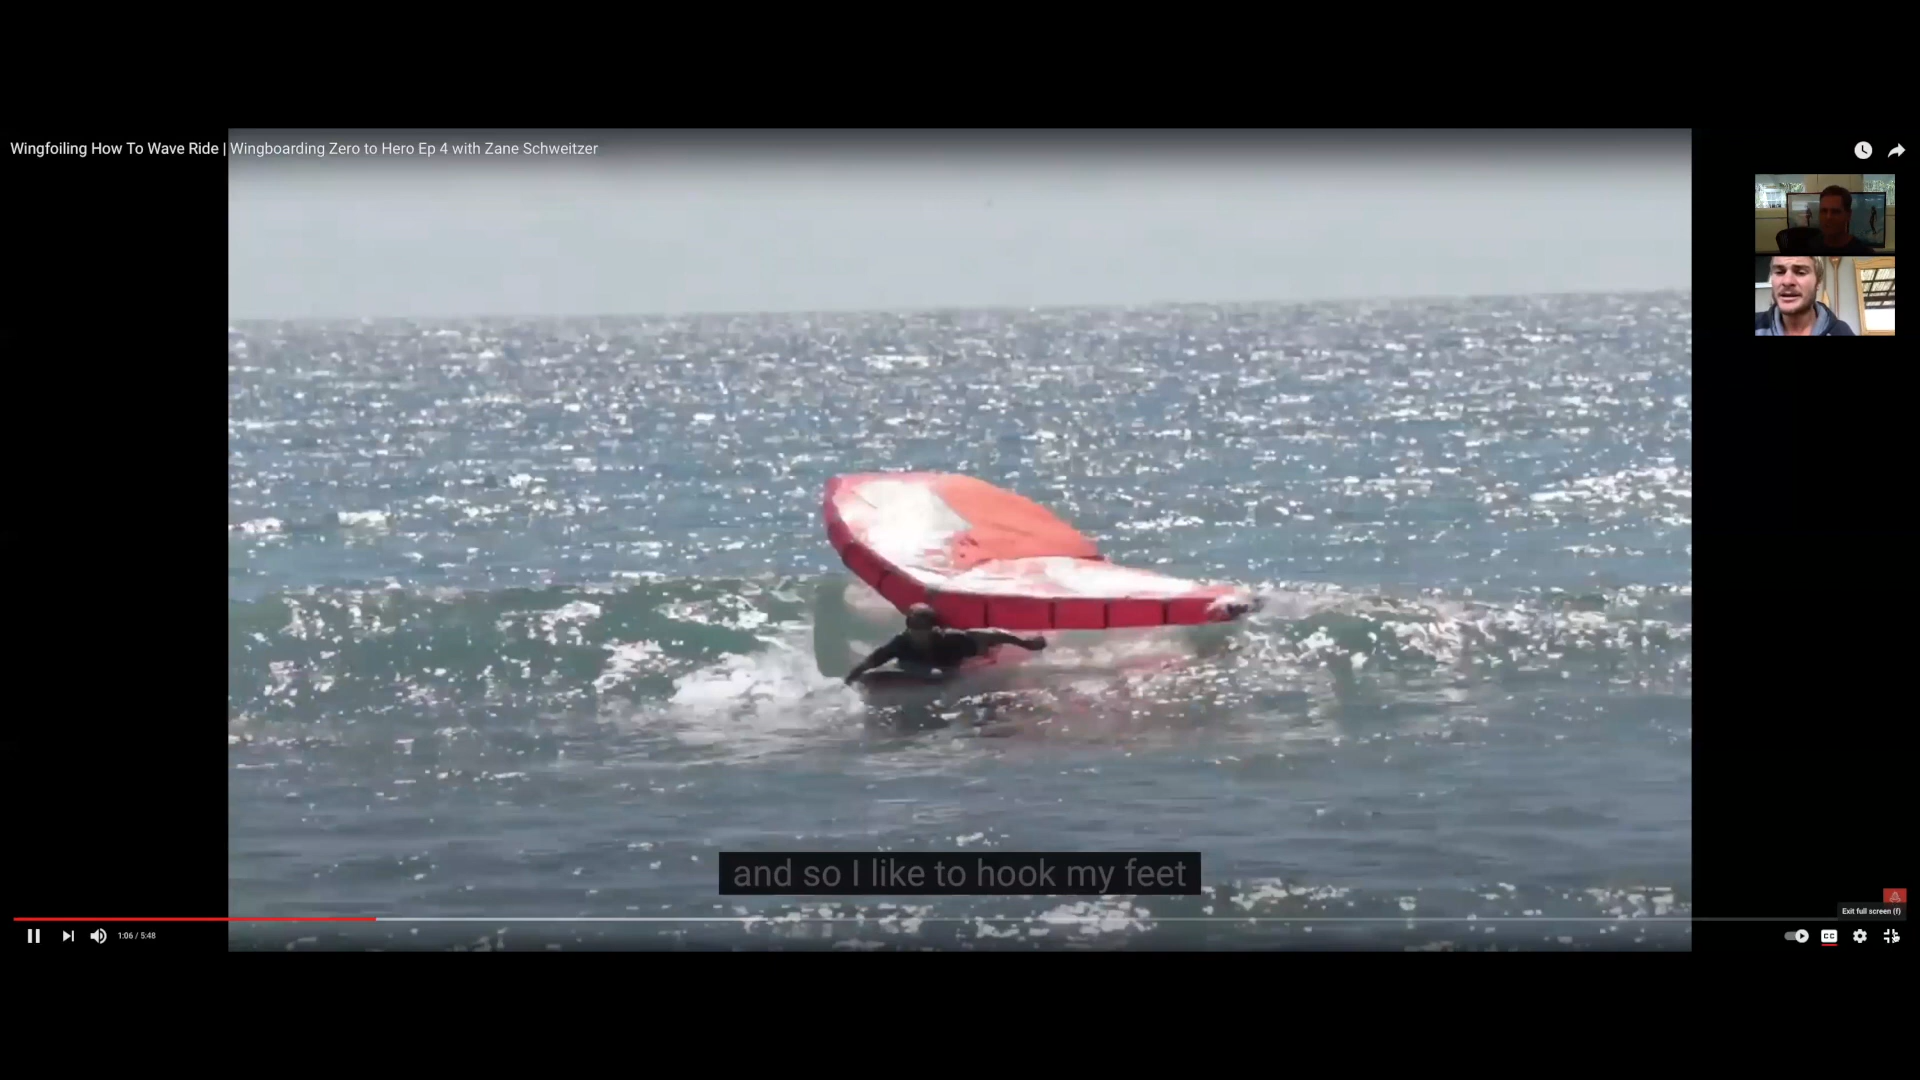 Wingfoiling How To Wave Ride | Wingboarding Zero to Hero Ep 4 with Zane Schweitzer
and so I like to hook my feet
Exit full screen (f)
1:06 / 5:48
CC